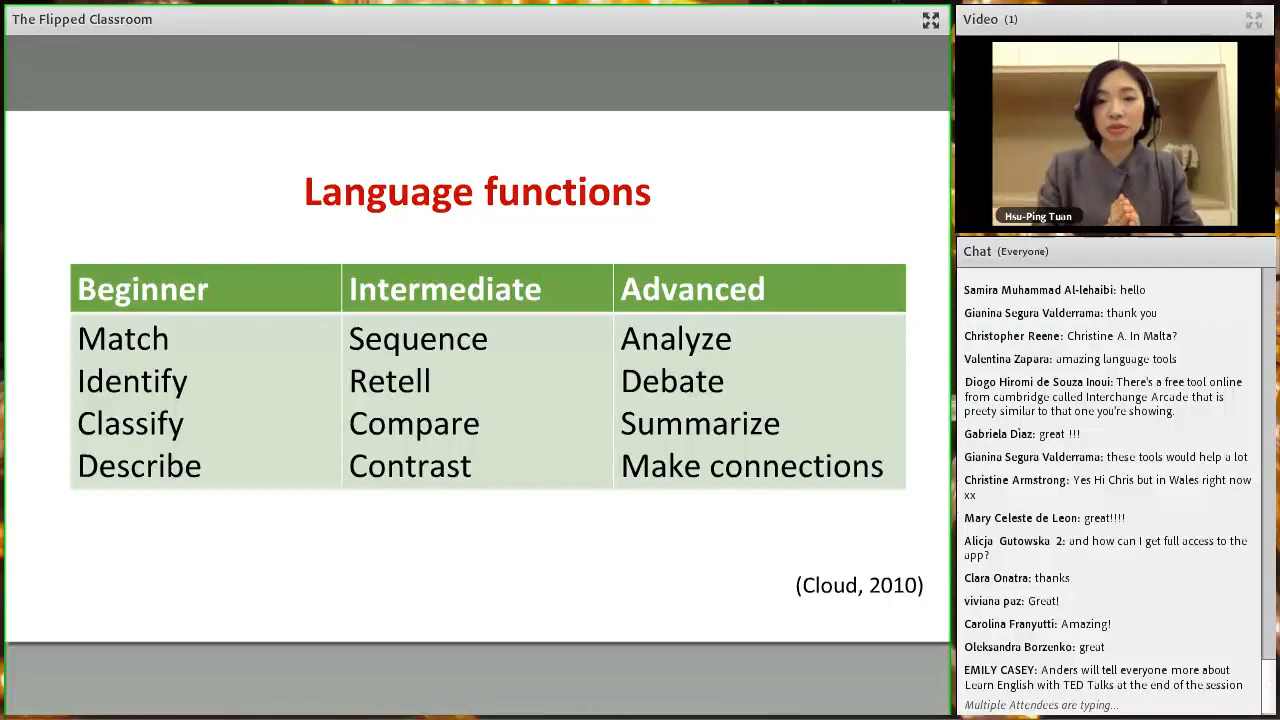 The Flipped Classroom
Language functions
Beginner Intermediate Advanced
Match Sequence Analyze
Identify Retell Debate
Classify Compare Summarize
Describe Contrast Make connections
(Cloud, 2010)
Video (1)
Hsu-Ping Tuan
Chat (Everyone)
Samira Muhammad Al-lehaibi: hello
Gianina Segura Valderrama: thank you
Christopher Reene: Christine A. In Malta?
Valentina Zapara: amazing language tools
Diogo Hiromi de Souza Inoui: There's a free tool online
from cambridge called Interchange Arcade that is
preety similar to that one you're showing.
Gabriela Dìaz: great !!!
Gianina Segura Valderrama: these tools would help a lot
Christine Armstrong: Yes Hi Chris but in Wales right now
xx
Mary Celeste de Leon: great!!!!
Alicja Gutowska 2: and how can I get full access to the
app?
Clara Onatra: thanks
viviana paz: Great!
Carolina Franyutti: Amazing!
Oleksandra Borzenko: great
EMILY CASEY: Anders will tell everyone more about
Learn English with TED Talks at the end of the session
Multiple Attendees are typing...